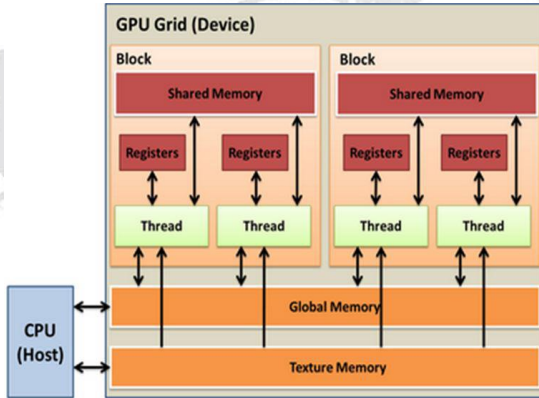 GPU Grid (Device)
Block
Block
Shared Memory
Shared Memory
Registers
Registers
Registers
Registers
Thread
Thread
Thread
Thread
Global Memory
CPU
(Host)
Texture Memory